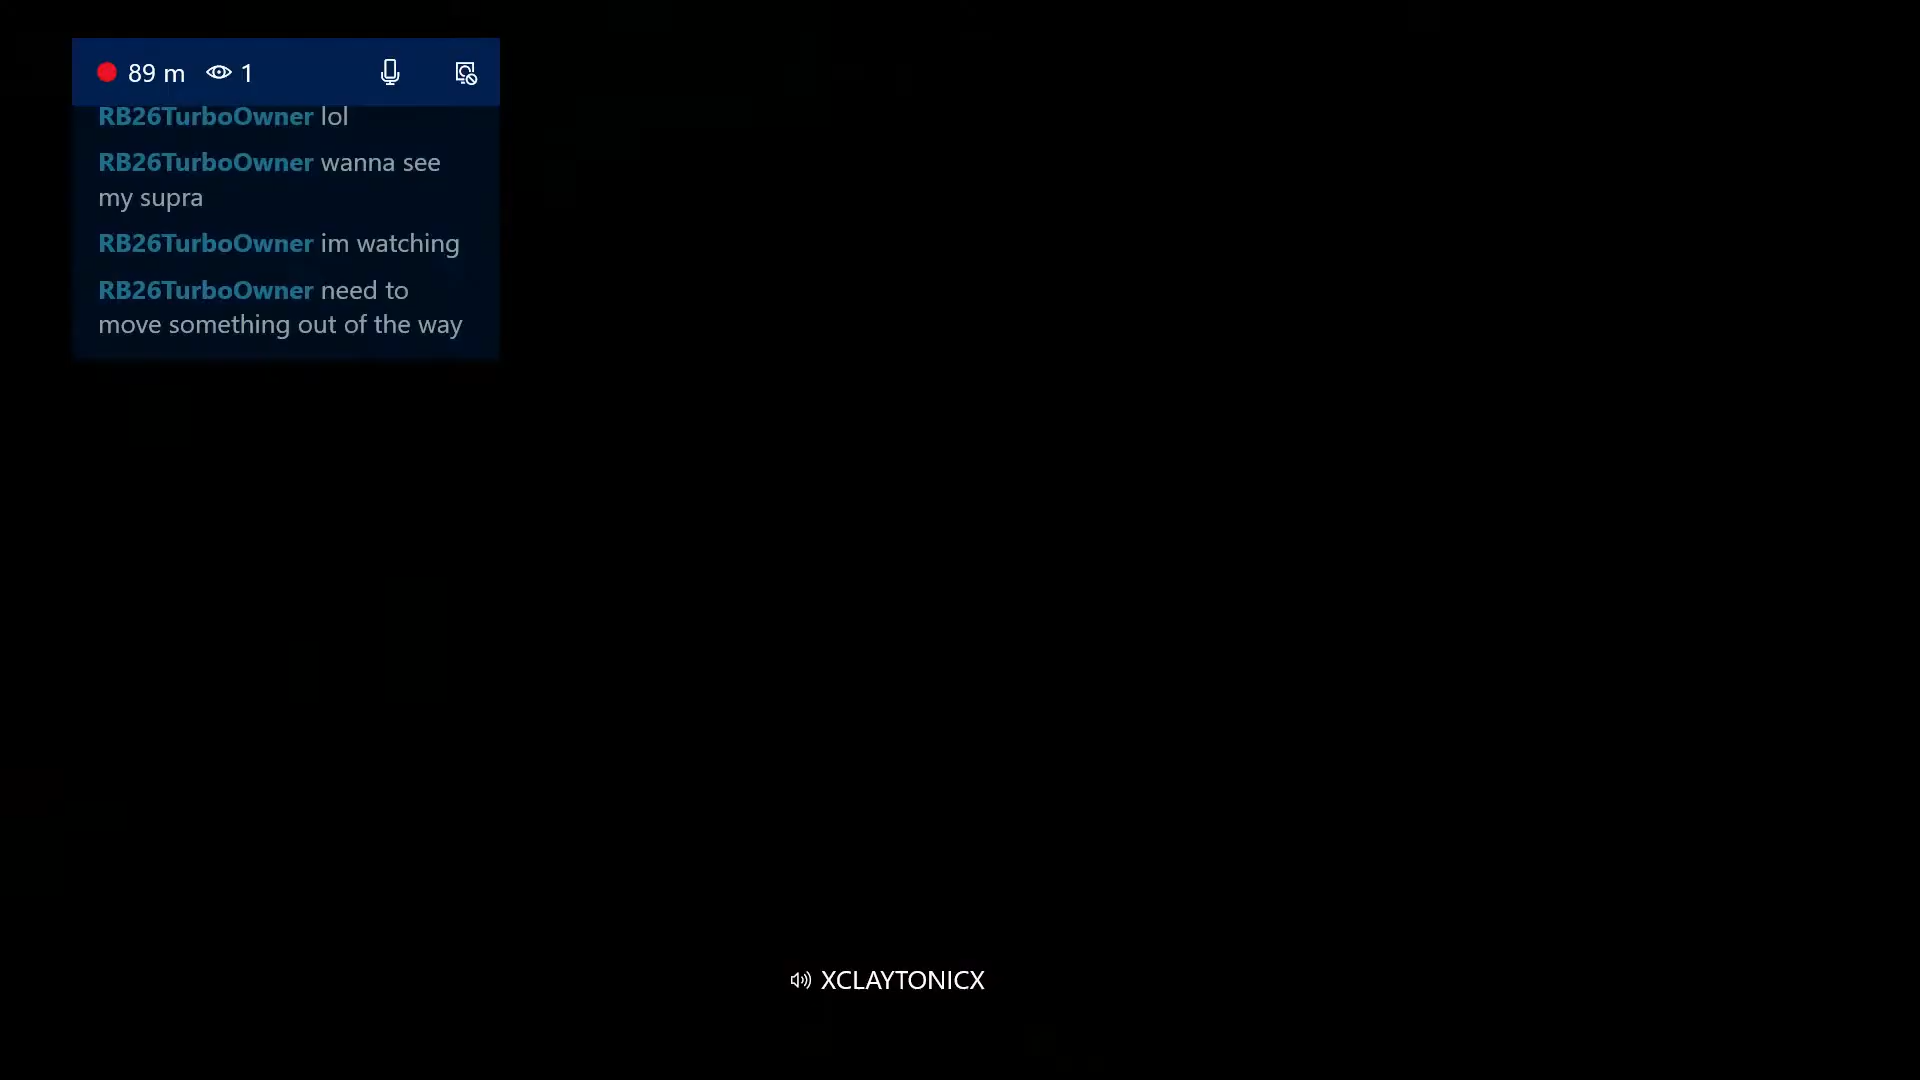 89 m 1
RB26TurboOwner lol
RB26TurboOwner wanna see
my supra
RB26TurboOwner im watching
RB26TurboOwner need to
move something out of the way
XCLAYTONICX